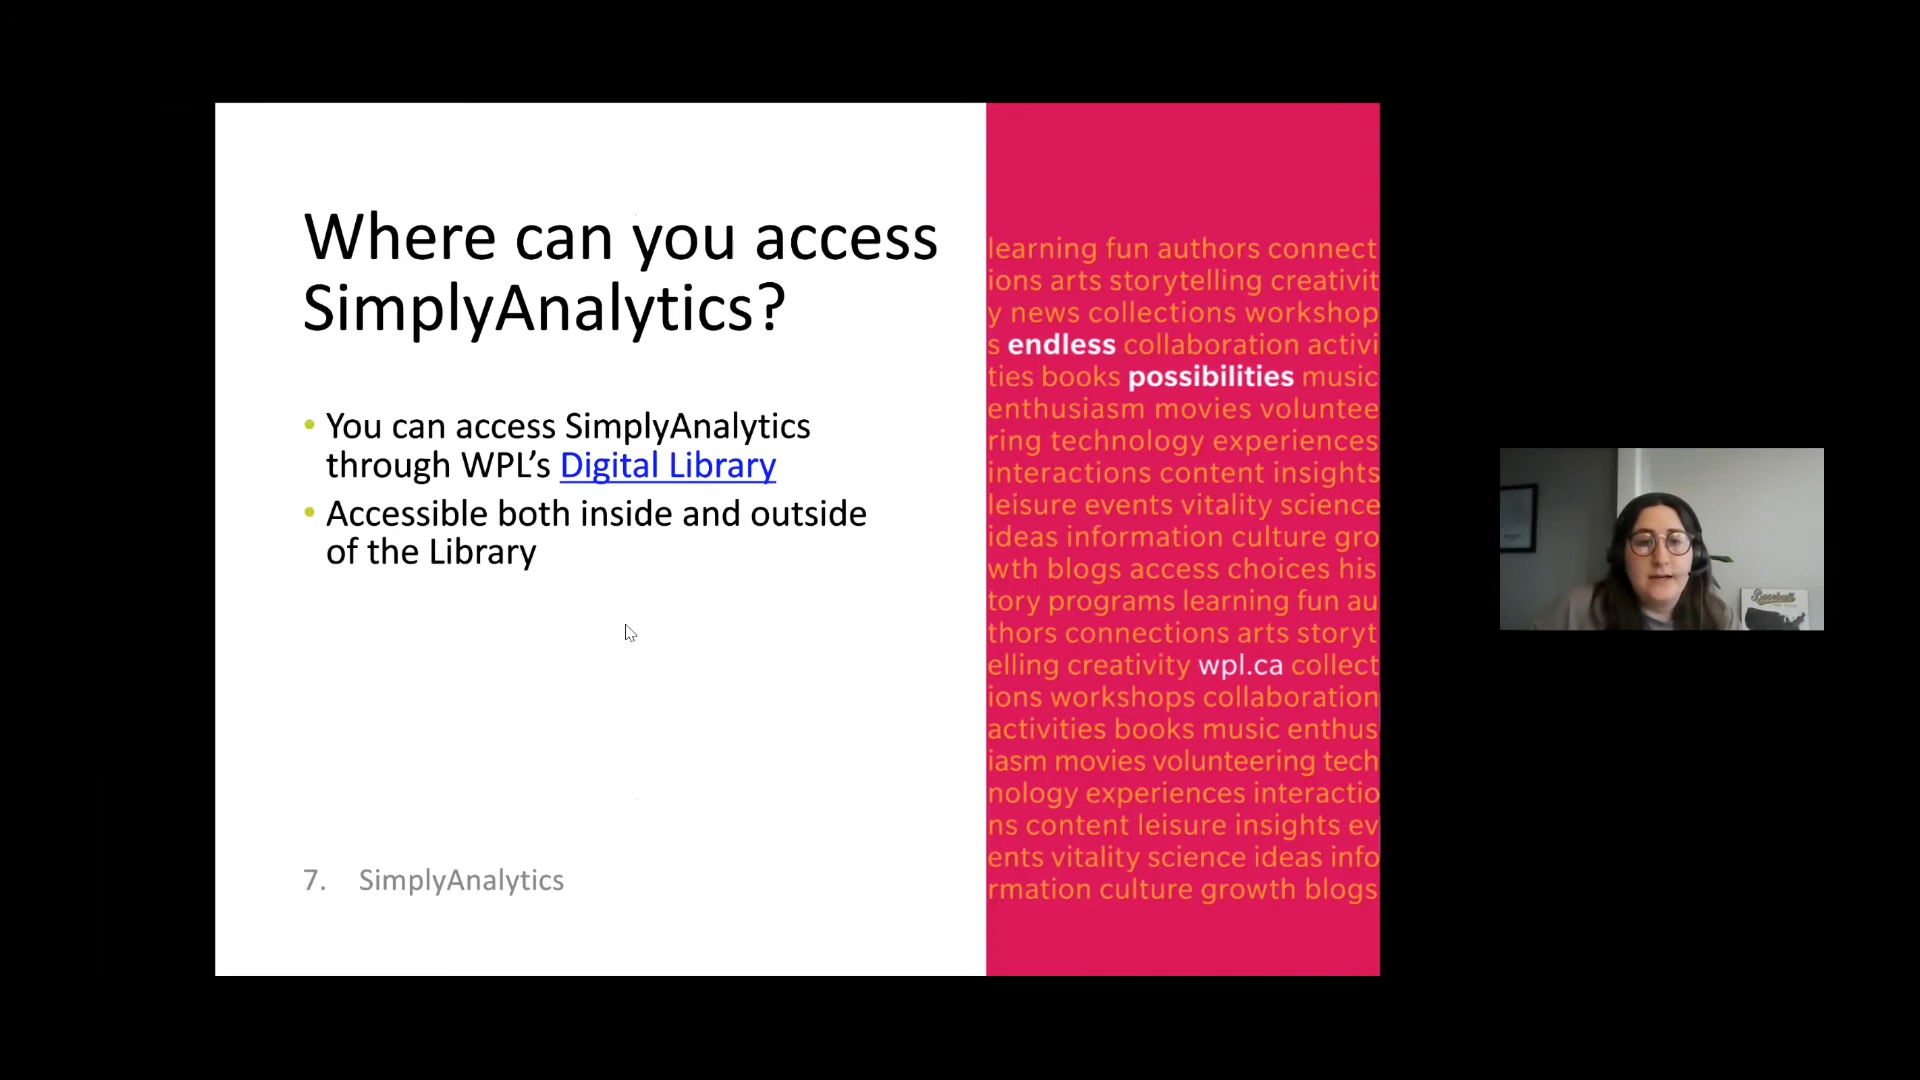 Where can you access
SimplyAnalytics?
• You can access SimplyAnalytics
through WPL’s Digital Library
• Accessible both inside and outside
of the Library
7. SimplyAnalytics
learning fun authors connect
ions arts storytelling creativit
y news collections workshop
s endless collaboration activi
ties books possibilities music
enthusiasm movies voluntee
ring technology experiences
interactions content insights
leisure events vitality science
ideas information culture gro
wth blogs access choices his
tory programs learning fun au
thors connections arts storyt
elling creativity wpl.ca collect
ions workshops collaboration
activities books music enthus
iasm movies volunteering tech
nology experiences interactio
ns content leisure insights ev
ents vitality science ideas info
rmation culture growth blogs
Baseball